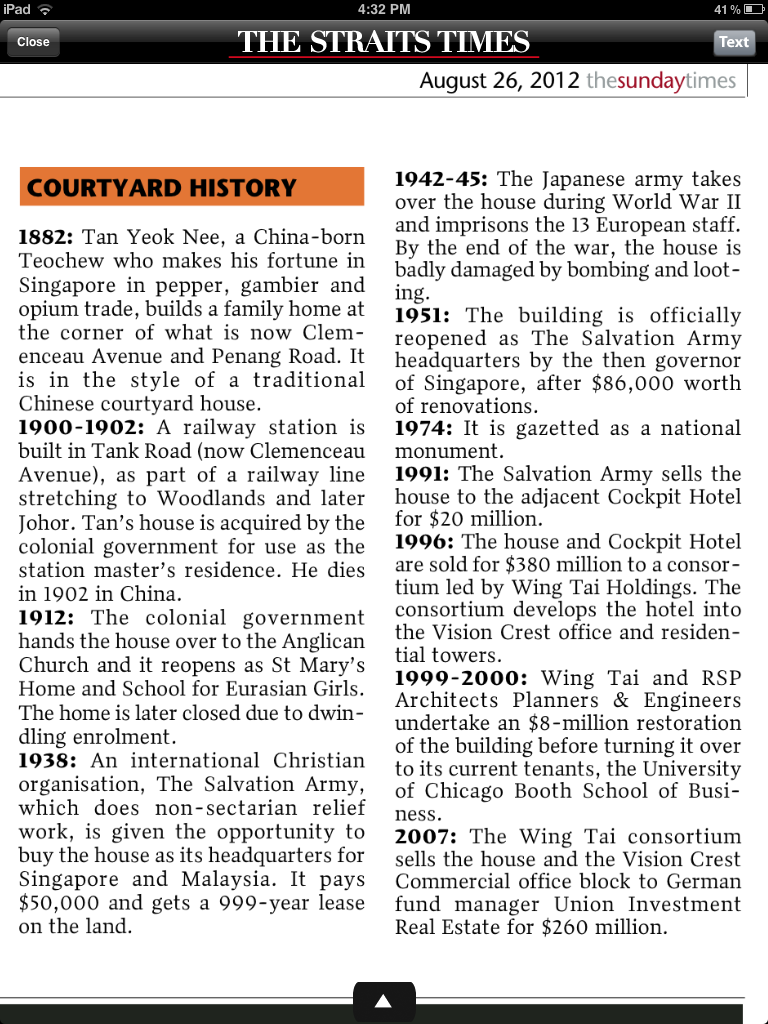 iPad
4:32 PM
41%
Close
THE STRAITS TIMES
Text
August 26, 2012 thesundaytimes
COURTYARD HISTORY
1882: Tan Yeok Nee, a China-born
Teochew who makes his fortune in
Singapore in pepper, gambier and
opium trade, builds a family home at
the corner of what is now Clem-
enceau Avenue and Penang Road. It
is in the style of a traditional
Chinese courtyard house.
1900-1902: A railway station is
built in Tank Road (now Clemenceau
Avenue), as part of a railway line
stretching to Woodlands and later
Johor. Tan's house is acquired by the
colonial government for use as the
station master's residence. He dies
in 1902 in China.
1912: The colonial government
hands the house over to the Anglican
Church and it reopens as St Mary's
Home and School for Eurasian Girls.
The home is later closed due to dwin-
dling enrolment.
1938: An international Christian
organisation, The Salvation Army,
which does non-sectarian relief
work, is given the opportunity to
buy the house as its headquarters for
Singapore and Malaysia. It pays
$50,000 and gets a 999-year lease
on the land.
1942-45: The Japanese army takes
over the house during World War II
and imprisons the 13 European staff.
By the end of the war, the house is
badly damaged by bombing and loot-
ing.
1951: The building is officially
reopened as The Salvation Army
headquarters by the then governor
of Singapore, after $86,000 worth
of renovations.
1974: It is gazetted as a national
monument.
1991: The Salvation Army sells the
house to the adjacent Cockpit Hotel
for $20 million.
1996: The house and Cockpit Hotel
are sold for $380 million to a consor-
tium led by Wing Tai Holdings. The
consortium develops the hotel into
the Vision Crest office and residen-
tial towers.
1999-2000: Wing Tai and RSP
Architects Planners & Engineers
undertake an $8-million restoration
of the building before turning it over
to its current tenants, the University
of Chicago Booth School of Busi-
ness.
2007: The Wing Tai consortium
sells the house and the Vision Crest
Commercial office block to German
fund manager Union Investment
Real Estate for $260 million.